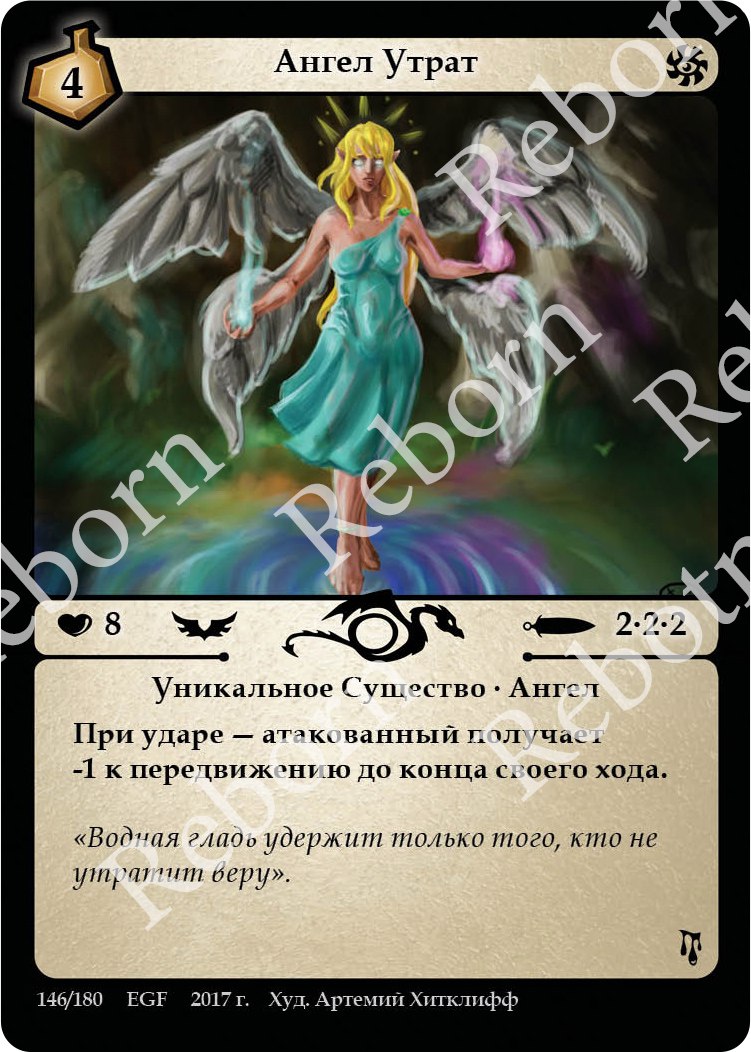 4
Ангел Утрат
Reborn
Reborn
Reborn
Reborn
Reborn
Reborn
8
2·2·2
Уникальное Существо · Ангел
При ударе — атакованный получает
-1 к передвижению до конца своего хода.
«Водная гладь удержит только того, кто не
утратит веру».
146/180 EGF 2017 г. Худ. Артемий Хитклифф